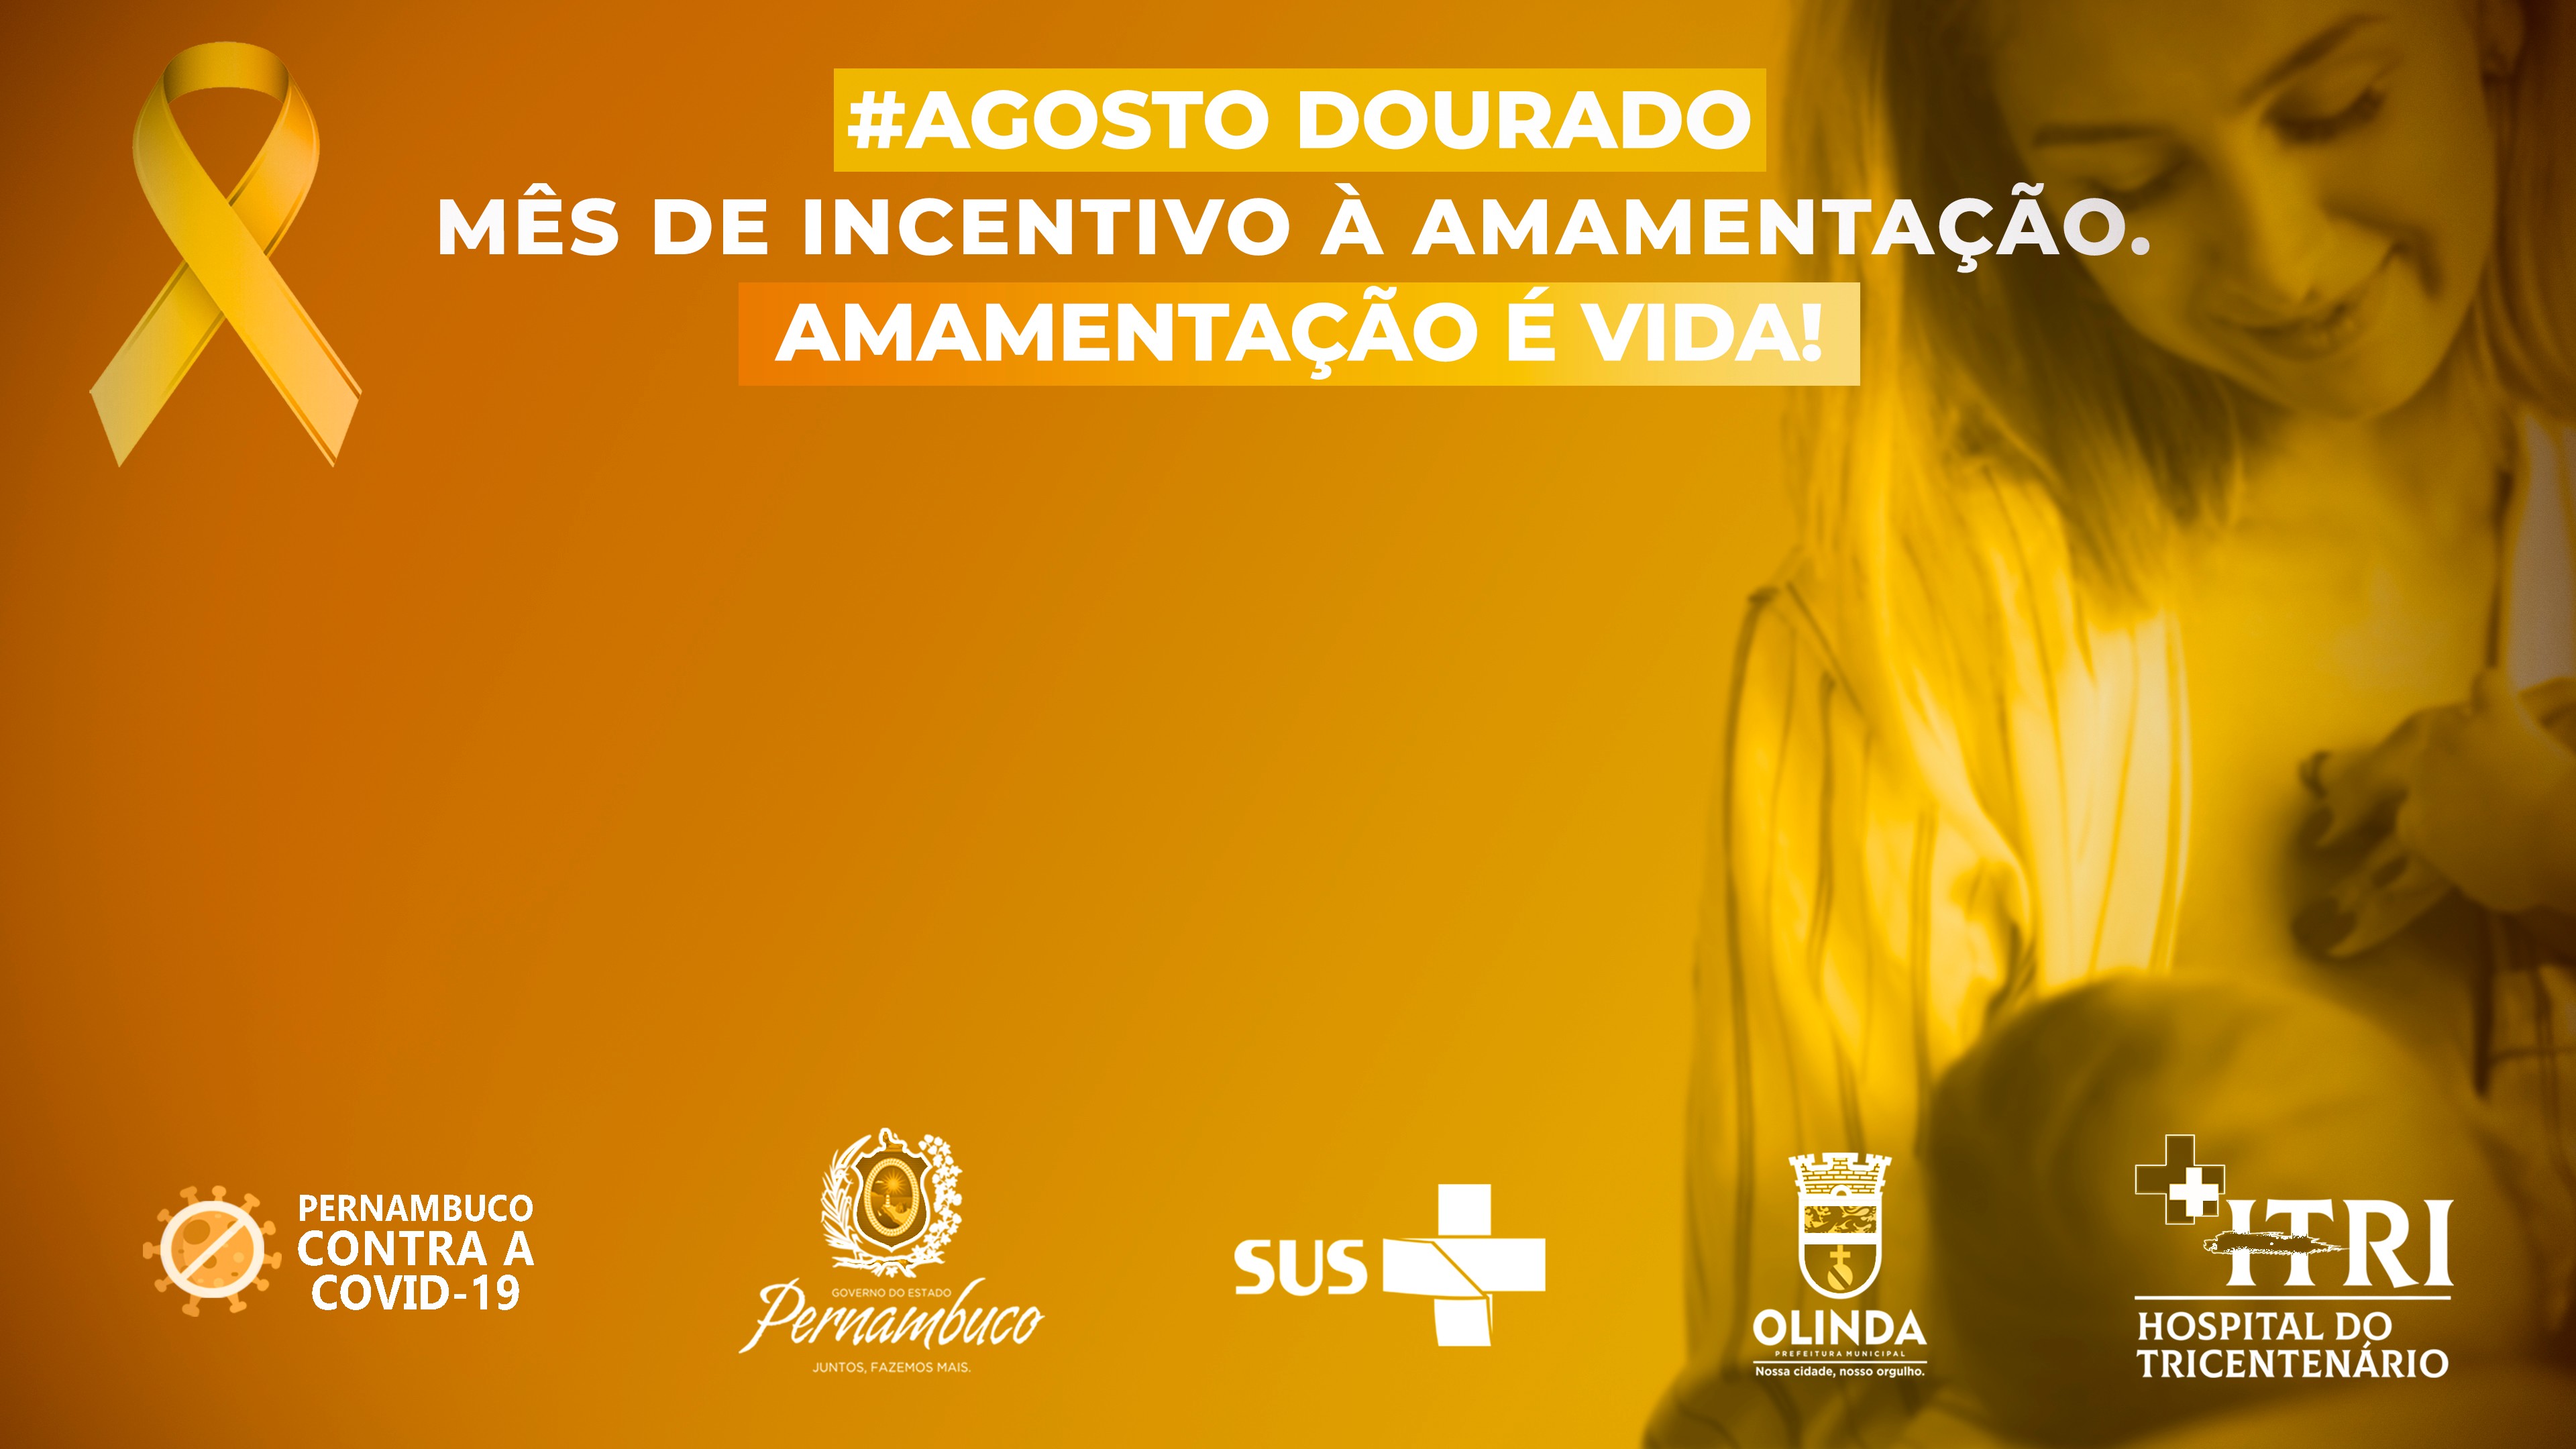 #AGOSTO DOURADO
MÊS DE INCENTIVO À AMAMENTAÇÃO.
AMAMENTAÇÃO É VIDA!
PERNAMBUCO
CONTRA A
COVID-19
GOVERNO DO ESTADO
Pernambuco
JUNTOS, FAZEMOS MAIS.
SUS
OLINDA
PREFEITURA MUNICIPAL
Nossa cidade, nosso orgulho.
ITRI
HOSPITAL DO
TRICENTENÁRIO